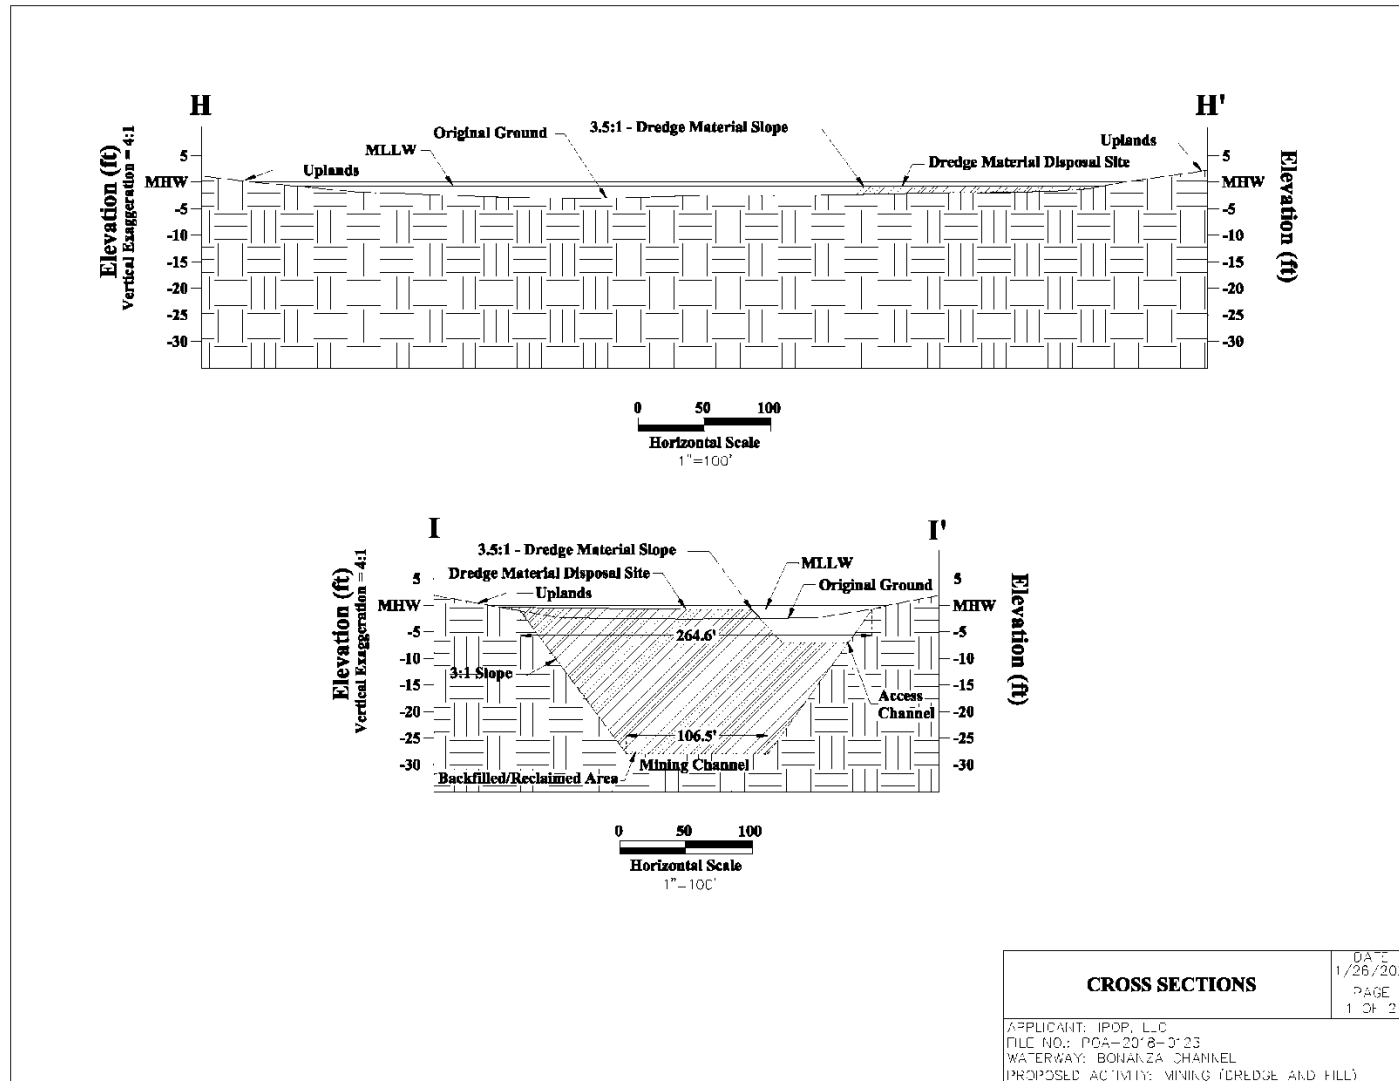 H
H'
Elevation (ft)
Vertical Exaggeration = 4:1
5
MHW
-5
-10
-15
-20
-25
-30
Uplands
MLLW
Original Ground
3.5:1 - Dredge Material Slope
Dredge Material Disposal Site
Uplands
5
MHW
-5
-10
-15
-20
-25
-30
Elevation (ft)
0 50 100
Horizontal Scale
1"=100'
I
I'
Elevation (ft)
Vertical Exaggeration = 4:1
5
MHW
-5
-10
-15
-20
-25
-30
3.5:1 - Dredge Material Slope
Dredge Material Disposal Site
Uplands
MLLW
Original Ground
264.6'
3:1 Slope
Access
Channel
106.5'
Mining Channel
Backfilled/Reclaimed Area
5
MHW
-5
-10
-15
-20
-25
-30
Elevation (ft)
0 50 100
Horizontal Scale
1"=100'
CROSS SECTIONS
DATE
1/26/20
PAGE
1 OF 2
APPLICANT: IPOP, LLC
FILE NO.: POA-2018-0123
WATERWAY: BONANZA CHANNEL
PROPOSED ACTIVITY: MINING (DREDGE AND FILL)